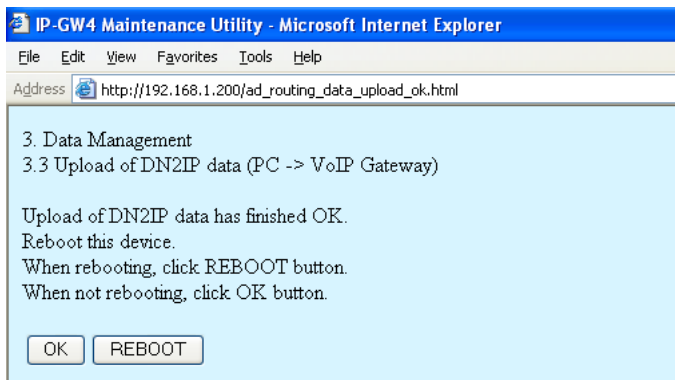 IP-GW4 Maintenance Utility - Microsoft Internet Explorer
File Edit View Favorites Tools Help
Address http://192.168.1.200/ad_routing_data_upload_ok.html
3. Data Management
3.3 Upload of DN2IP data (PC -> VoIP Gateway)
Upload of DN2IP data has finished OK.
Reboot this device.
When rebooting, click REBOOT button.
When not rebooting, click OK button.
OK REBOOT